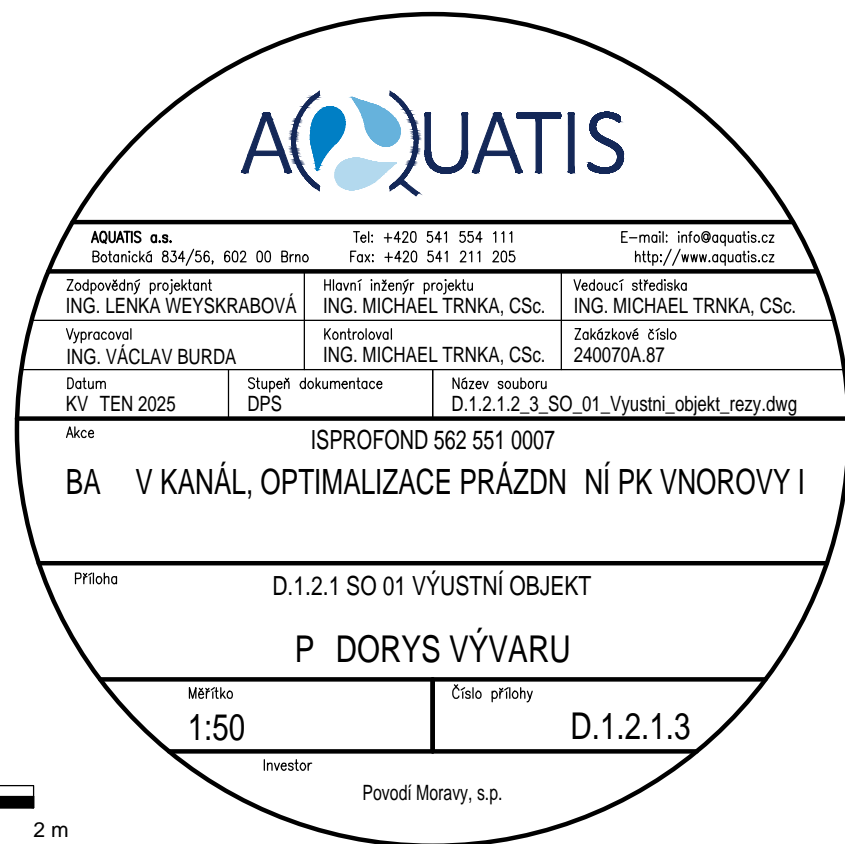 AQUATIS
AQUATIS a.s.
Tel: +420 541 554 111
E-mail: info@aquatis.cz
Botanická 834/56, 602 00 Brno
Fax: +420 541 211 205
http://www.aquatis.cz
Zodpovědný projektant
Hlavní inženýr projektu
Vedoucí střediska
ING. LENKA WEYSKRABOVÁ
ING. MICHAEL TRNKA, CSc.
ING. MICHAEL TRNKA, CSc.
Vypracoval
Kontroloval
Zakázkové číslo
ING. VÁCLAV BURDA
ING. MICHAEL TRNKA, CSc.
240070A.87
Datum
Stupeň dokumentace
Název souboru
KV TEN 2025
DPS
D.1.2.1.2_3_SO_01_Vyustni_objekt_rezy.dwg
Akce
ISPROFOND 562 551 0007
BA V KANÁL, OPTIMALIZACE PRÁZDN NÍ PK VNOROVY I
Příloha
D.1.2.1 SO 01 VÝUSTNÍ OBJEKT
P DORYS VÝVARU
Měřítko
Číslo přílohy
1:50
D.1.2.1.3
Investor
Povodí Moravy, s.p.
2 m